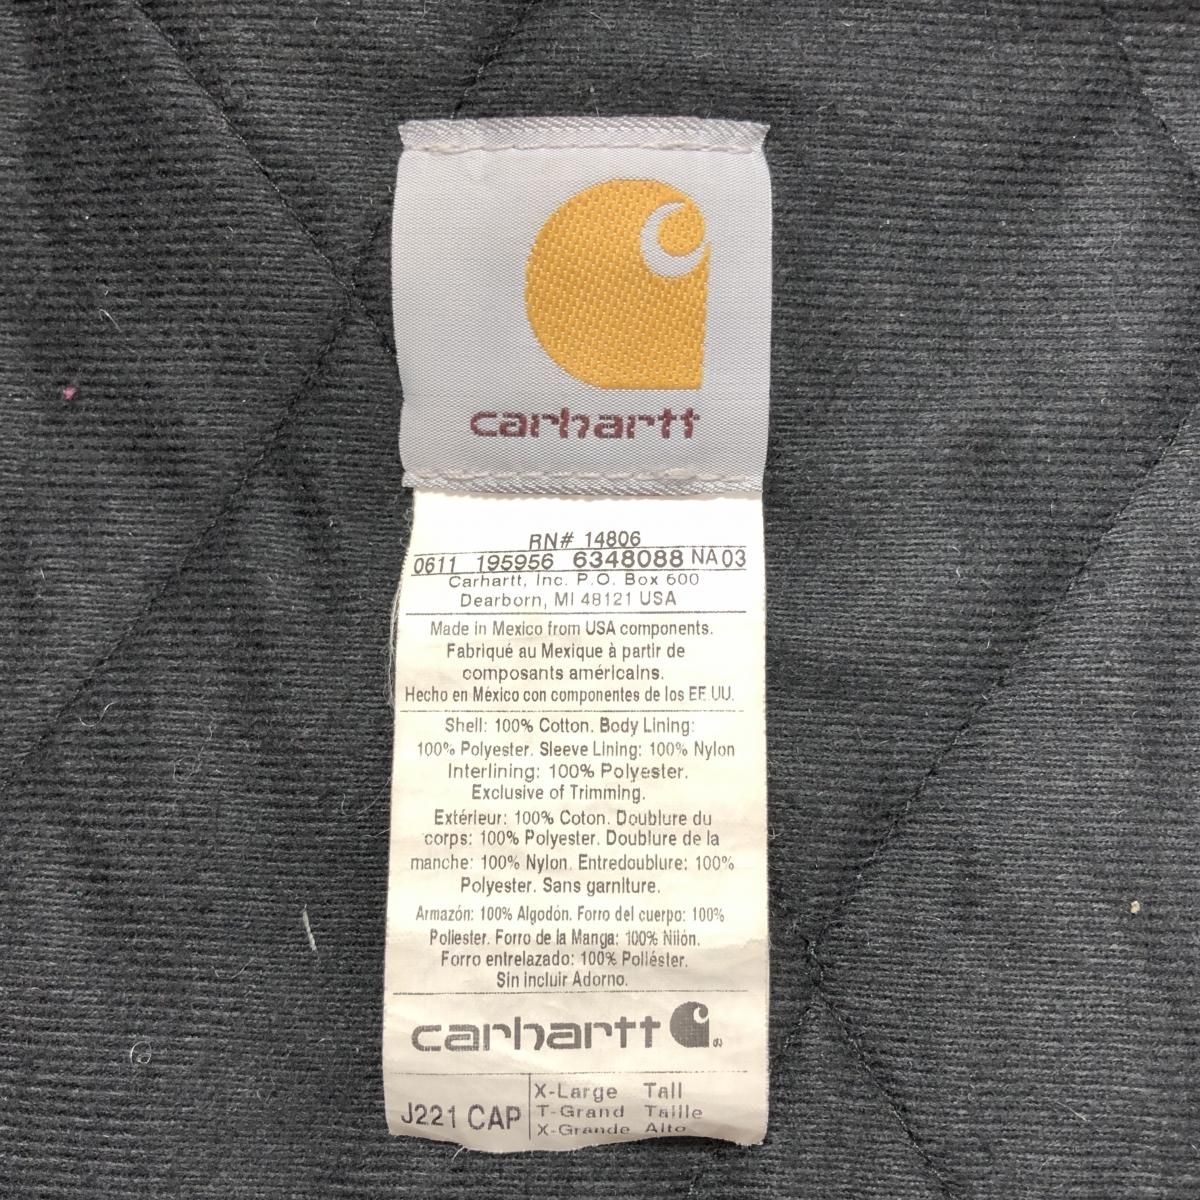 carhartt
RN# 14806
0611 195956 6348088 NA03
Carhartt, Inc. P.O. Box 600
Dearborn, MI 48121 USA
Made in Mexico from USA components.
Fabriqué au Mexique à partir de
composants américains.
Hecho en México con componentes de los EE UU.
Shell: 100% Cotton. Body Lining:
100% Polyester. Sleeve Lining: 100% Nylon
Interlining: 100% Polyester.
Exclusive of Trimming.
Extérieur: 100% Coton. Doublure du
corps: 100% Polyester. Doublure de la
manche: 100% Nylon. Entredoublure: 100%
Polyester. Sans garniture.
Armazón: 100% Algodón. Forro del cuerpo: 100%
Poliester. Forro de la Manga: 100% Nilón.
Forro entrelazado: 100% Poliéster.
Sin incluir Adorno.
carhartt ®
J221 CAP
X-Large Tall
T-Grand Taille
X-Grande Alto